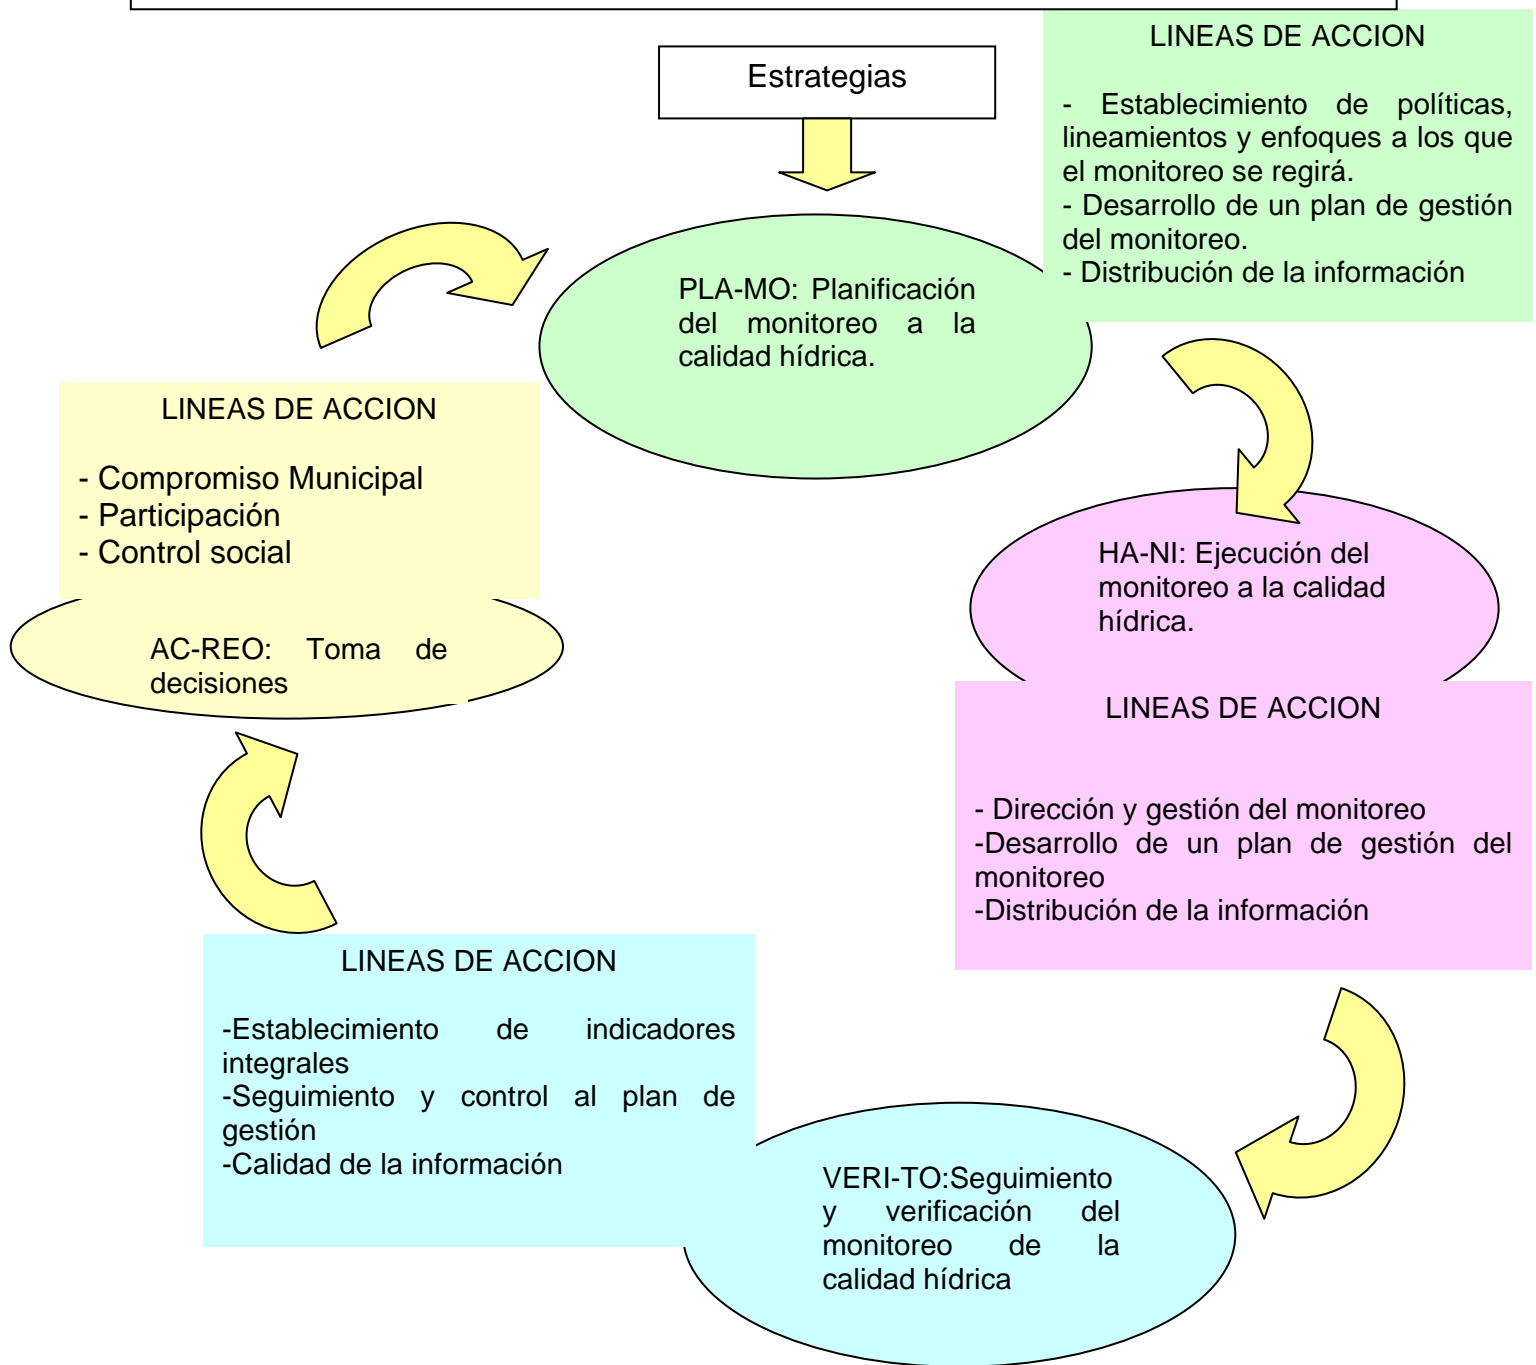 Estrategias
LINEAS DE ACCION
- Establecimiento de políticas,
lineamientos y enfoques a los que
el monitoreo se regirá.
- Desarrollo de un plan de gestión
del monitoreo.
- Distribución de la información
PLA-MO: Planificación
del monitoreo a la
calidad hídrica.
LINEAS DE ACCION
- Compromiso Municipal
- Participación
- Control social
AC-REO: Toma de
decisiones
HA-NI: Ejecución del
monitoreo a la calidad
hídrica.
LINEAS DE ACCION
- Dirección y gestión del monitoreo
-Desarrollo de un plan de gestión del
monitoreo
-Distribución de la información
LINEAS DE ACCION
-Establecimiento de indicadores
integrales
-Seguimiento y control al plan de
gestión
-Calidad de la información
VERI-TO:Seguimiento
y verificación del
monitoreo de la
calidad hídrica